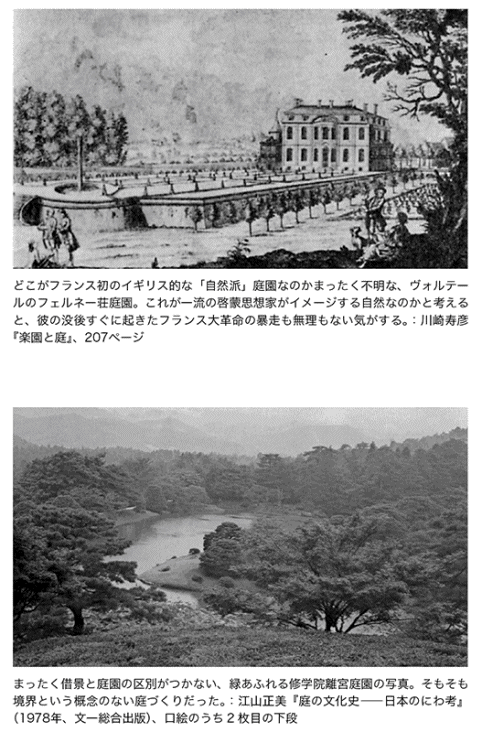 どこがフランス初のイギリス的な「自然派」庭園なのかまったく不明な、ヴォルテー
ルのフェルネー荘庭園。これが一流の啓蒙思想家がイメージする自然なのかと考える
と、彼の没後すぐに起きたフランス大革命の暴走も無理もない気がする。：川崎寿彦
『楽園と庭』、207ページ
まったく借景と庭園の区別がつかない、緑あふれる修学院離宮庭園の写真。そもそも
境界という概念のない庭づくりだった。：江山正美『庭の文化史――日本のにわ考』
（1978年、文一総合出版）、口絵のうち２枚目の下段